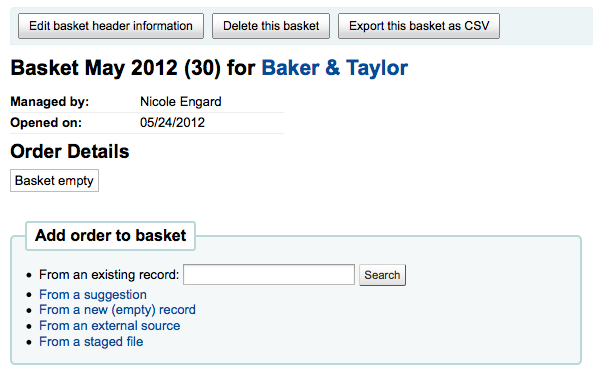 Edit basket header information Delete this basket Export this basket as CSV
Basket May 2012 (30) for Baker & Taylor
Managed by: Nicole Engard
Opened on: 05/24/2012
Order Details
Basket empty
Add order to basket
From an existing record: Search
From a suggestion
From a new (empty) record
From an external source
From a staged file